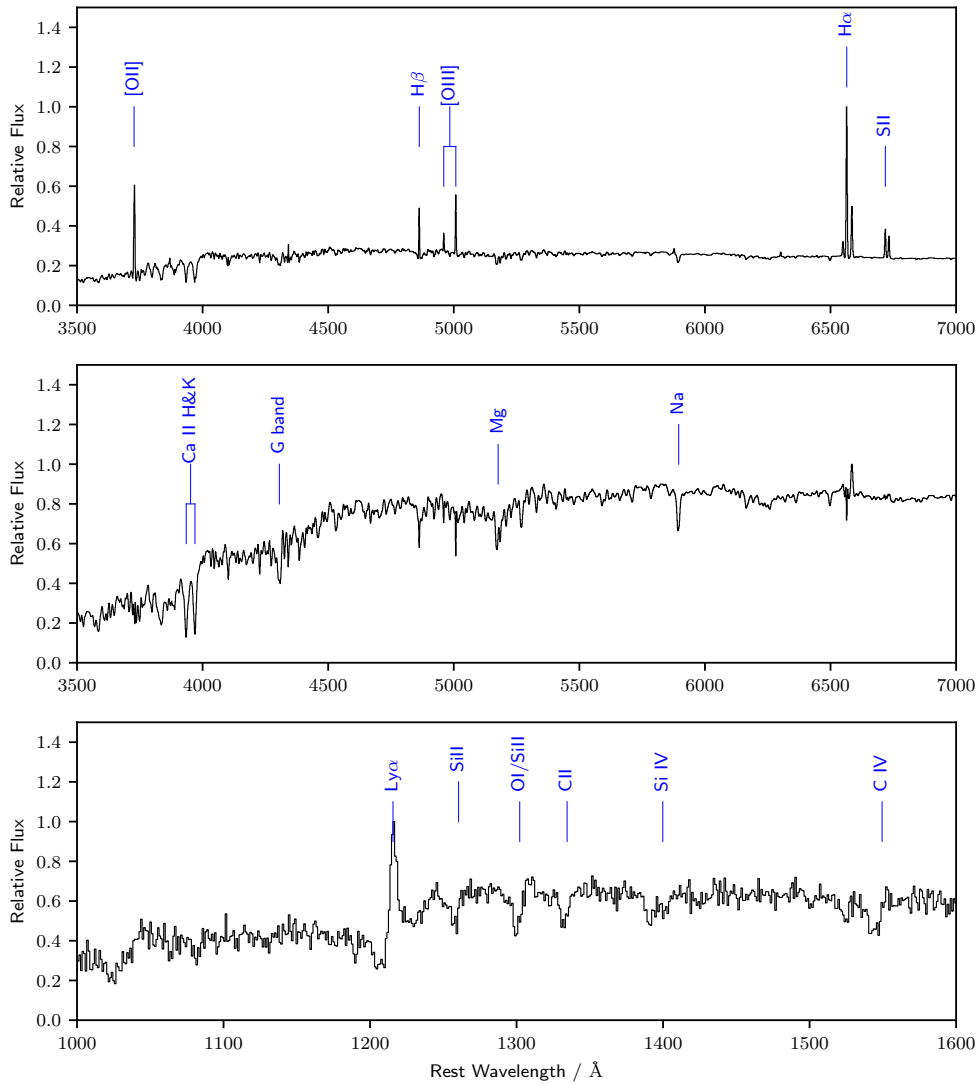 1.4
1.2
1.0
0.8
0.6
0.4
0.2
0.0
Relative Flux
[OII]
Hβ
[OIII]
Hα
SII
3500 4000 4500 5000 5500 6000 6500 7000
1.4
1.2
1.0
0.8
0.6
0.4
0.2
0.0
Relative Flux
Ca II H&K
G band
Mg
Na
3500 4000 4500 5000 5500 6000 6500 7000
1.4
1.2
1.0
0.8
0.6
0.4
0.2
0.0
Relative Flux
Lyα
SiII
OI/SiII
CII
Si IV
C IV
1000 1100 1200 1300 1400 1500 1600
Rest Wavelength / Å